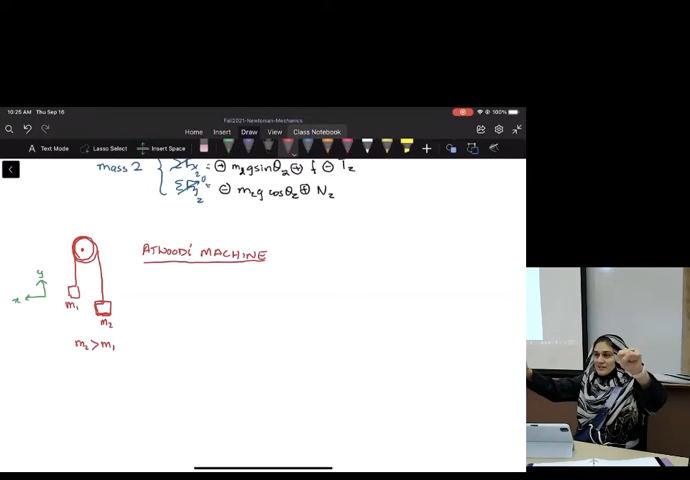 10:25 AM Thu Sep 16
100%
Fall2021-Newtonian-Mechanics
Home Insert Draw View Class Notebook
A Text Mode Lasso Select Insert Space
mass 2
= ⊕ m₂g sinθ₂ ⊕ f ⊖ T₂
= ⊖ m₂g cosθ₂ ⊕ N₂
ATWOOD'S MACHINE
y
x
m₁
m₂
m₂ > m₁